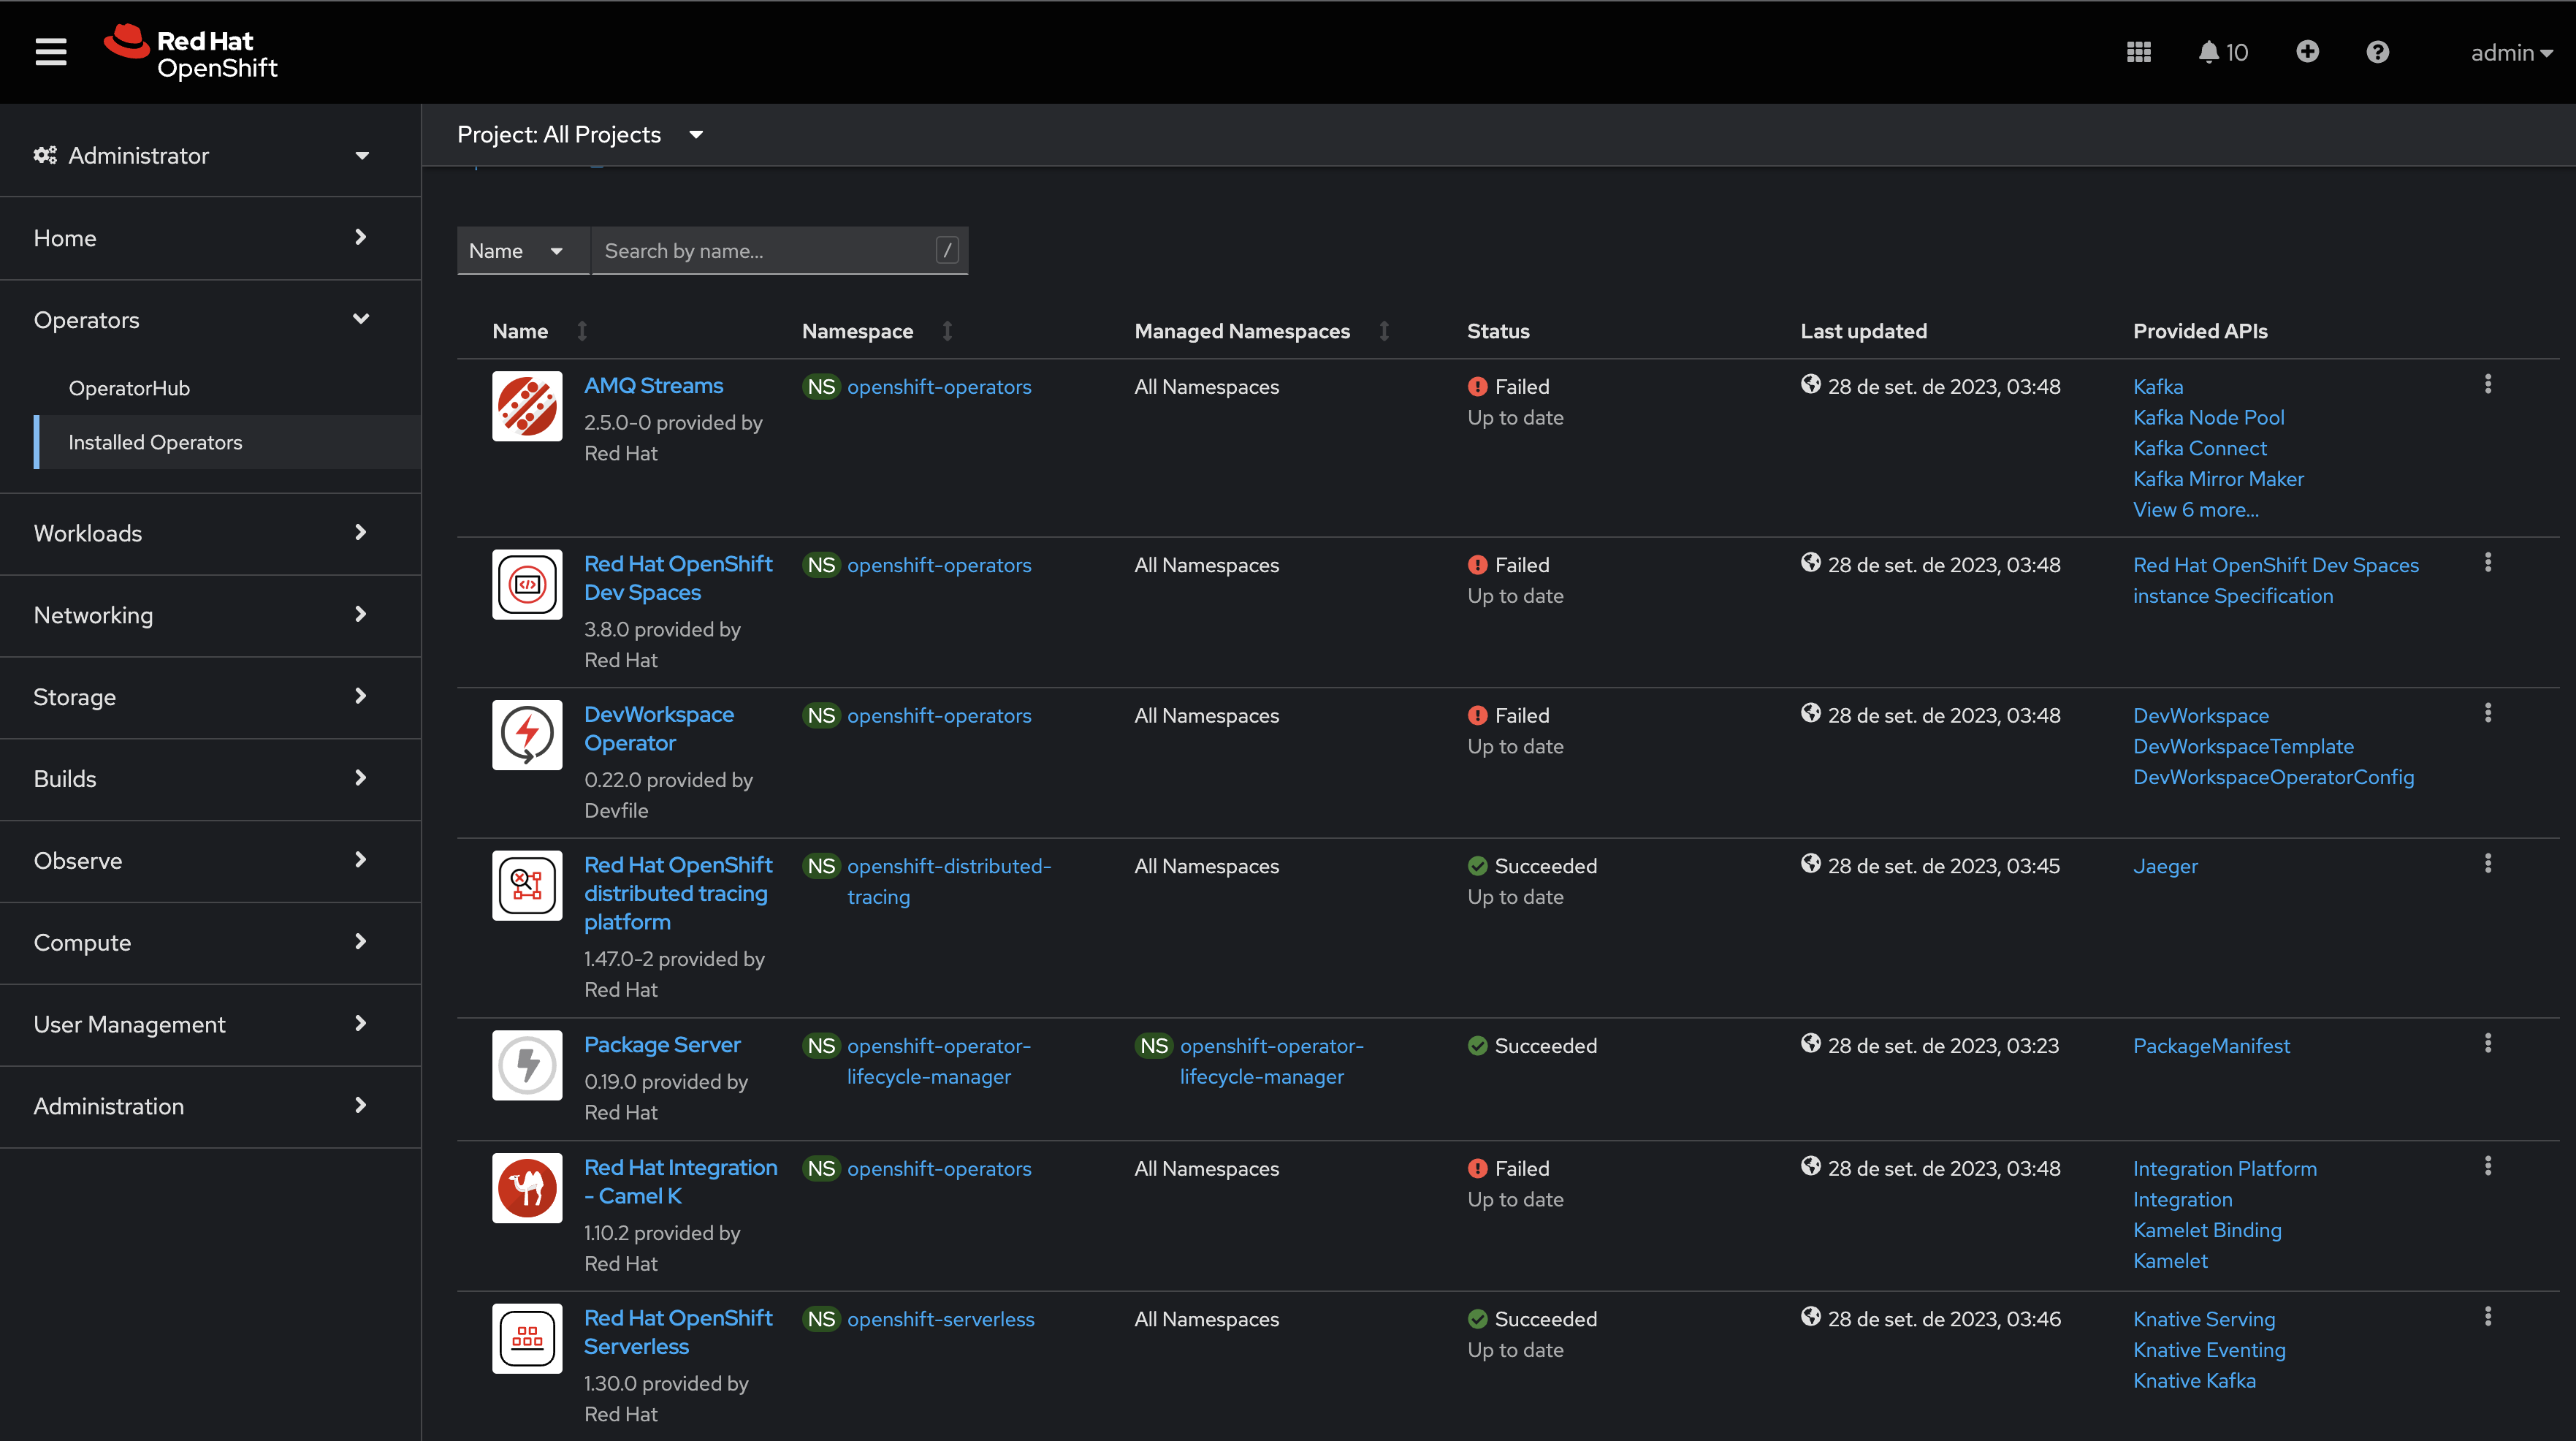 Red Hat
OpenShift
10
admin
Administrator
Home
Operators
OperatorHub
Installed Operators
Workloads
Networking
Storage
Builds
Observe
Compute
User Management
Administration
Project: All Projects
Name
Search by name...
/
Name Namespace Managed Namespaces Status Last updated Provided APIs
AMQ Streams
2.5.0-0 provided by
Red Hat
NS openshift-operators
All Namespaces
Failed
Up to date
28 de set. de 2023, 03:48
Kafka
Kafka Node Pool
Kafka Connect
Kafka Mirror Maker
View 6 more...
Red Hat OpenShift
Dev Spaces
3.8.0 provided by
Red Hat
NS openshift-operators
All Namespaces
Failed
Up to date
28 de set. de 2023, 03:48
Red Hat OpenShift Dev Spaces
instance Specification
DevWorkspace
Operator
0.22.0 provided by
Devfile
NS openshift-operators
All Namespaces
Failed
Up to date
28 de set. de 2023, 03:48
DevWorkspace
DevWorkspaceTemplate
DevWorkspaceOperatorConfig
Red Hat OpenShift
distributed tracing
platform
1.47.0-2 provided by
Red Hat
NS openshift-distributed-
tracing
All Namespaces
Succeeded
Up to date
28 de set. de 2023, 03:45
Jaeger
Package Server
0.19.0 provided by
Red Hat
NS openshift-operator-
lifecycle-manager
NS openshift-operator-
lifecycle-manager
Succeeded
28 de set. de 2023, 03:23
PackageManifest
Red Hat Integration
- Camel K
1.10.2 provided by
Red Hat
NS openshift-operators
All Namespaces
Failed
Up to date
28 de set. de 2023, 03:48
Integration Platform
Integration
Kamelet Binding
Kamelet
Red Hat OpenShift
Serverless
1.30.0 provided by
Red Hat
NS openshift-serverless
All Namespaces
Succeeded
Up to date
28 de set. de 2023, 03:46
Knative Serving
Knative Eventing
Knative Kafka